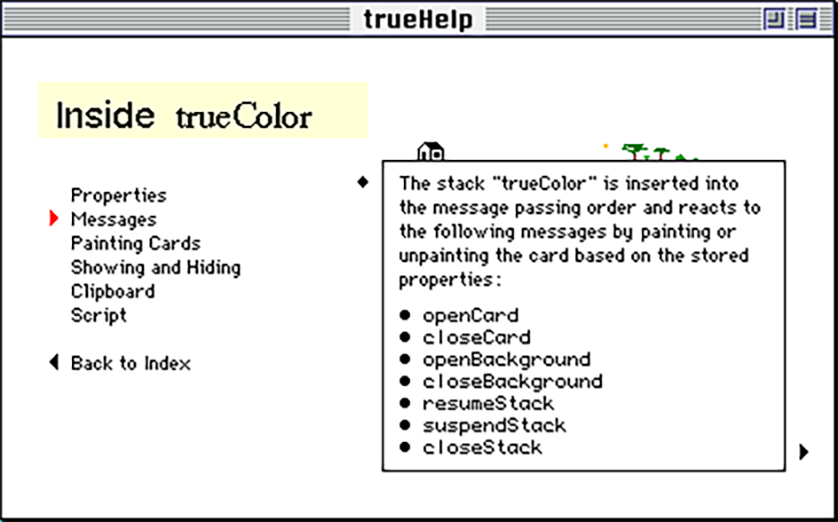 trueHelp
Inside trueColor
Properties
Messages
Painting Cards
Showing and Hiding
Clipboard
Script
Back to Index
The stack "trueColor" is inserted into
the message passing order and reacts to
the following messages by painting or
unpainting the card based on the stored
properties:
● openCard
● closeCard
● openBackground
● closeBackground
● resumeStack
● suspendStack
● closeStack